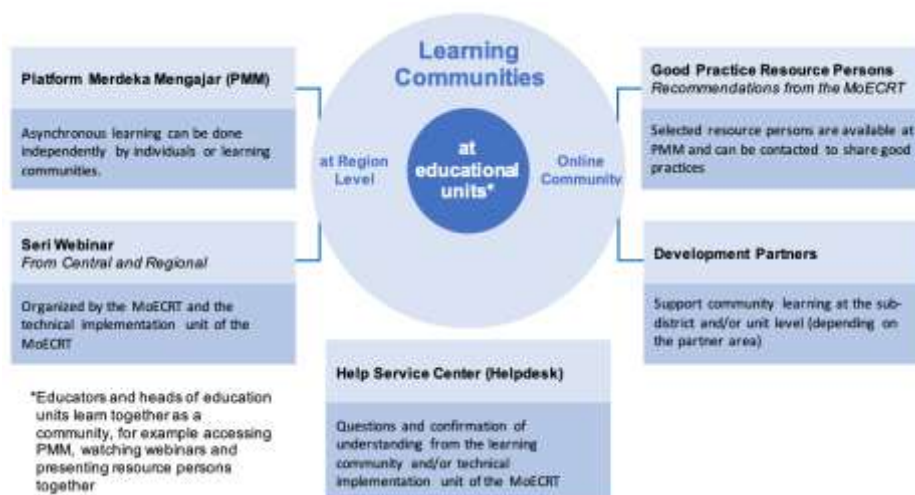 Learning
Communities
at
educational
units*
at Region
Level
Online
Community
Platform Merdeka Mengajar (PMM)
Asynchronous learning can be done
independently by individuals or learning
communities.
Seri Webinar
From Central and Regional
Organized by the MoECRT and the
technical implementation unit of the
MoECRT
*Educators and heads of education
units learn together as a
community, for example accessing
PMM, watching webinars and
presenting resource persons
together
Help Service Center (Helpdesk)
Questions and confirmation of
understanding from the learning
community and/or technical
implementation unit of the MoECRT
Good Practice Resource Persons
Recommendations from the MoECRT
Selected resource persons are available at
PMM and can be contacted to share good
practices
Development Partners
Support community learning at the sub-
district and/or unit level (depending on
the partner area)